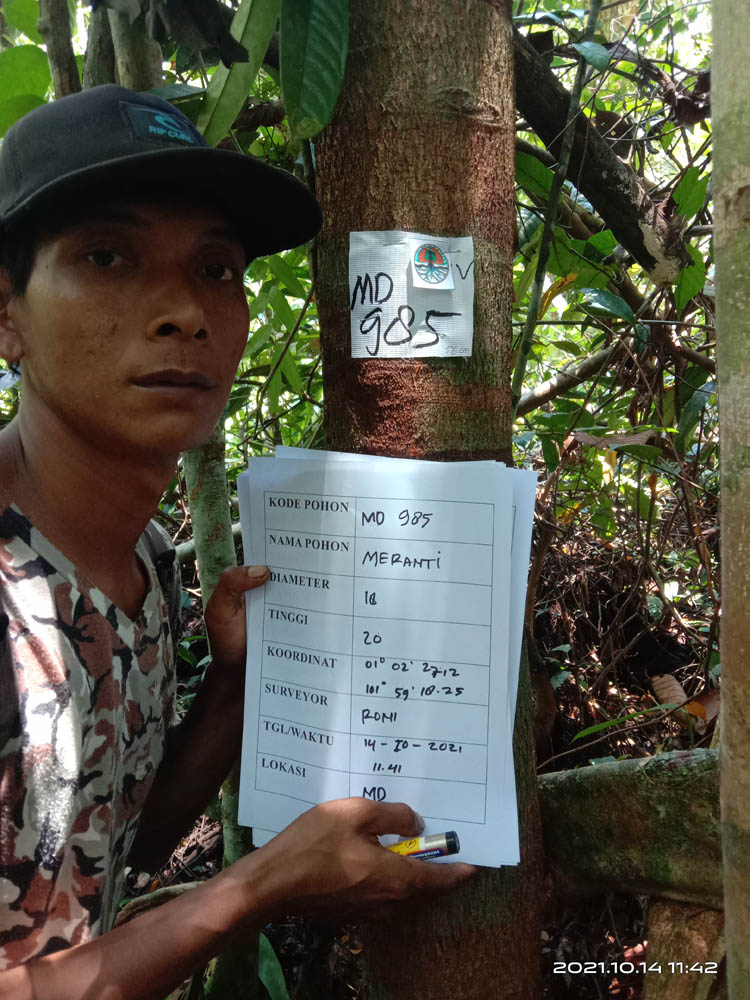 RIP CURL
MD
985
V
KODE POHON MD 985
NAMA POHON MERANTI
DIAMETER 18
TINGGI 20
KOORDINAT 01° 02' 27.12
101° 59' 18.25
SURVEYOR RONI
TGL/WAKTU 14-10-2021
11.41
LOKASI MD
2021.10.14 11:42